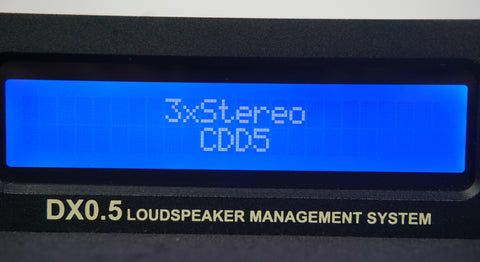 3xStereo
CDD5
DX0.5 LOUDSPEAKER MANAGEMENT SYSTEM